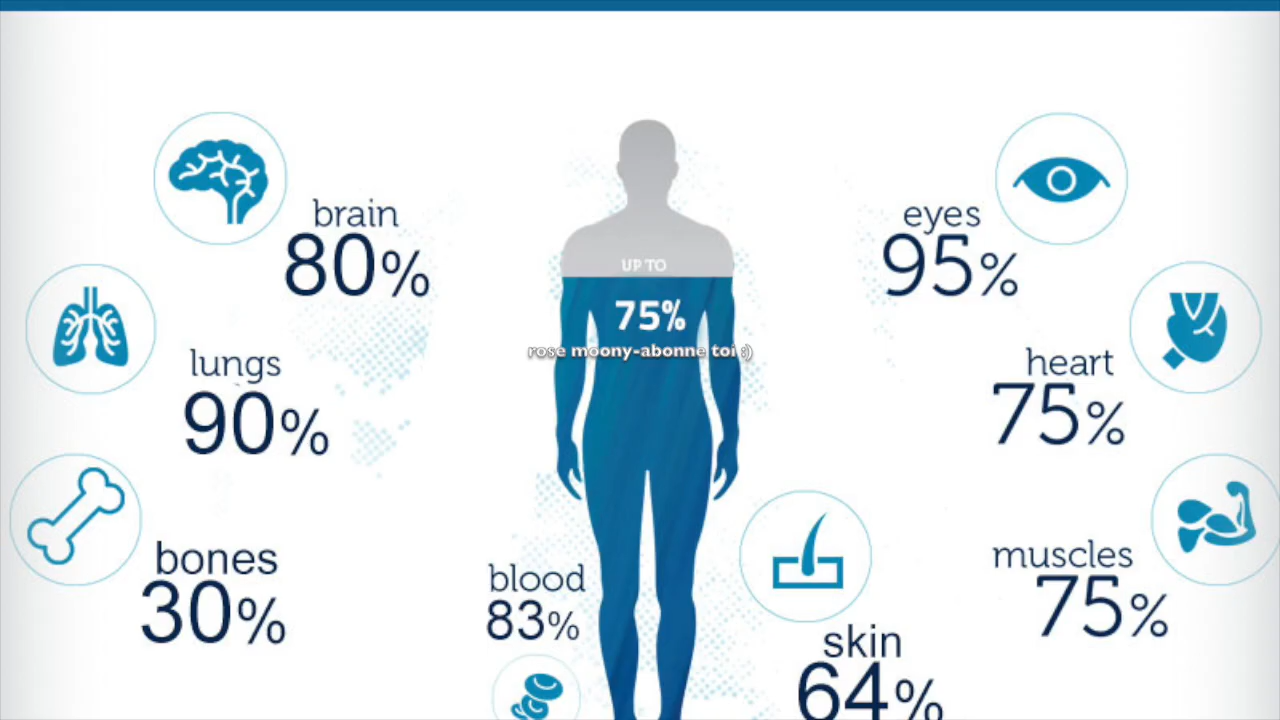 brain
80%
eyes
95%
UP TO
75%
rose moony-abonne toi :)
lungs
90%
heart
75%
bones
30%
blood
83%
muscles
75%
skin
64%